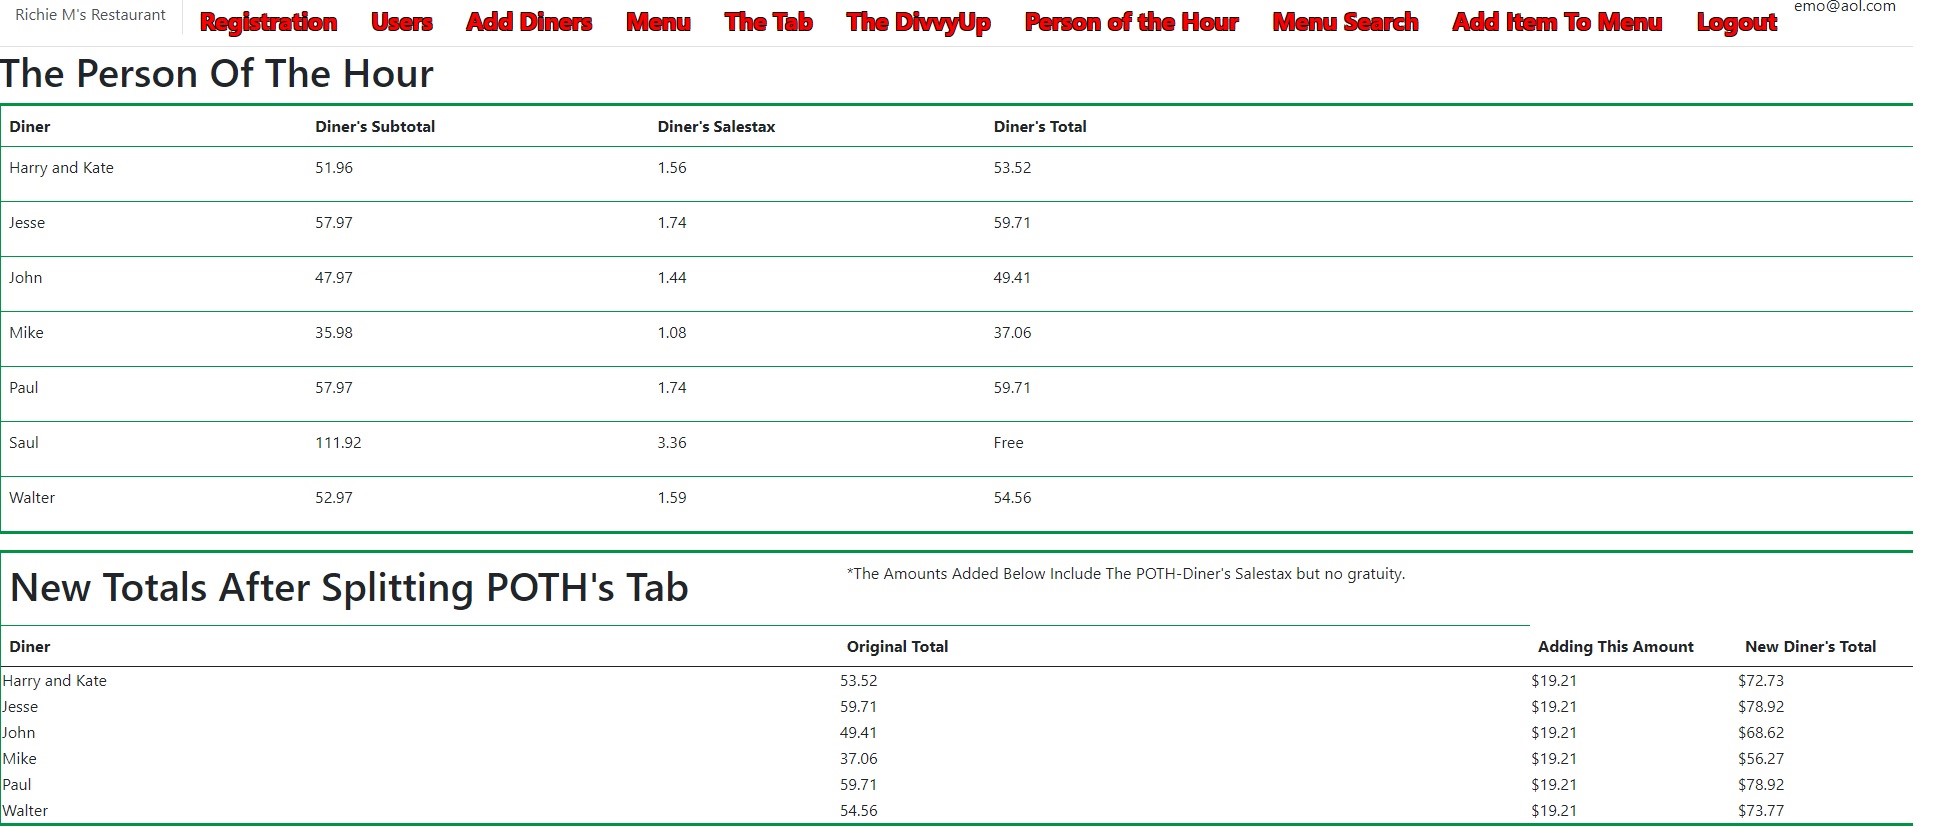 Richie M's Restaurant Registration Users Add Diners Menu The Tab The DivvyUp Person of the Hour Menu Search Add Item To Menu Logout emo@aol.com
The Person Of The Hour
Diner Diner's Subtotal Diner's Salestax Diner's Total
Harry and Kate 51.96 1.56 53.52
Jesse 57.97 1.74 59.71
John 47.97 1.44 49.41
Mike 35.98 1.08 37.06
Paul 57.97 1.74 59.71
Saul 111.92 3.36 Free
Walter 52.97 1.59 54.56
New Totals After Splitting POTH's Tab *The Amounts Added Below Include The POTH-Diner's Salestax but no gratuity.
Diner Original Total Adding This Amount New Diner's Total
Harry and Kate 53.52 $19.21 $72.73
Jesse 59.71 $19.21 $78.92
John 49.41 $19.21 $68.62
Mike 37.06 $19.21 $56.27
Paul 59.71 $19.21 $78.92
Walter 54.56 $19.21 $73.77